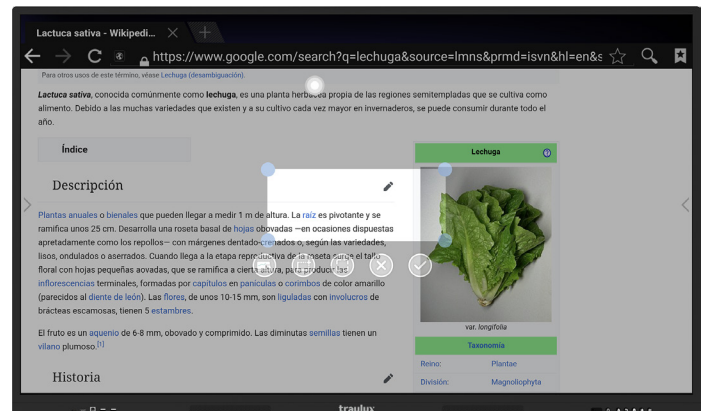 Lactuca sativa - Wikipedi...
https://www.google.com/search?q=lechuga&source=lmns&prmd=isvn&hl=en&s
Para otros usos de este término, véase Lechuga (desambiguación).
Lactuca sativa, conocida comúnmente como lechuga, es una planta herbácea propia de las regiones semitempladas que se cultiva como
alimento. Debido a las muchas variedades que existen y a su cultivo cada vez mayor en invernaderos, se puede consumir durante todo el
año.
Índice
Descripción
Plantas anuales o bienales que pueden llegar a medir 1 m de altura. La raíz es pivotante y se
ramifica unos 25 cm. Desarrolla una roseta basal de hojas obovadas —en ocasiones dispuestas
apretadamente como los repollos— con márgenes dentado-crenados o, según las variedades,
lisos, ondulados o aserrados. Cuando llega a la etapa reproductiva de la roseta surge el tallo
floral con hojas pequeñas aovadas, que se ramifica a cierta altura, para producir las
inflorescencias terminales, formadas por capítulos en panículas o corimbos de color amarillo
(parecidos al diente de león). Las flores, de unos 10-15 mm, son liguladas con involucros de
brácteas escamosas, tienen 5 estambres.
El fruto es un aquenio de 6-8 mm, obovado y comprimido. Las diminutas semillas tienen un
vilano plumoso.[1]
Historia
Lechuga
var. longifolia
Taxonomía
Reino: Plantae
División: Magnoliophyta
traulux